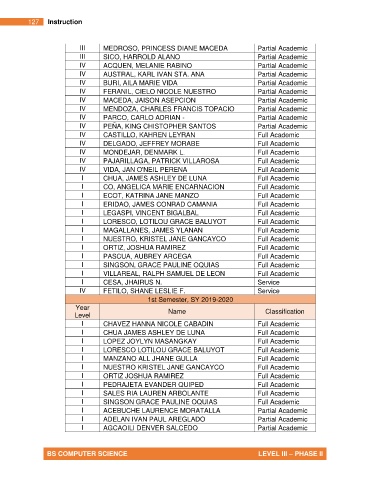 127 Instruction
III MEDROSO, PRINCESS DIANE MACEDA Partial Academic
III SICO, HARROLD ALANO Partial Academic
IV ACQUEN, MELANIE RABINO Partial Academic
IV AUSTRAL, KARL IVAN STA. ANA Partial Academic
IV BURI, AILA MARIE VIDA Partial Academic
IV FERANIL, CIELO NICOLE NUESTRO Partial Academic
IV MACEDA, JAISON ASEPCION Partial Academic
IV MENDOZA, CHARLES FRANCIS TOPACIO Partial Academic
IV PARCO, CARLO ADRIAN - Partial Academic
IV PEÑA, KING CHISTOPHER SANTOS Partial Academic
IV CASTILLO, KAHREN LEYRAN Full Academic
IV DELGADO, JEFFREY MORABE Full Academic
IV MONDEJAR, DENMARK L Full Academic
IV PAJARILLAGA, PATRICK VILLAROSA Full Academic
IV VIDA, JAN O'NEIL PERENA Full Academic
I CHUA, JAMES ASHLEY DE LUNA Full Academic
I CO, ANGELICA MARIE ENCARNACION Full Academic
I ECOT, KATRINA JANE MANZO Full Academic
I ERIDAO, JAMES CONRAD CAMANIA Full Academic
I LEGASPI, VINCENT BIGALBAL Full Academic
I LORESCO, LOTILOU GRACE BALUYOT Full Academic
I MAGALLANES, JAMES YLANAN Full Academic
I NUESTRO, KRISTEL JANE GANCAYCO Full Academic
I ORTIZ, JOSHUA RAMIREZ Full Academic
I PASCUA, AUBREY ARCEGA Full Academic
I SINGSON, GRACE PAULINE OQUIAS Full Academic
I VILLAREAL, RALPH SAMUEL DE LEON Full Academic
I CESA, JHAIRUS N. Service
IV FETILO, SHANE LESLIE F. Service
1st Semester, SY 2019-2020
Year Level Name Classification
I CHAVEZ HANNA NICOLE CABADIN Full Academic
I CHUA JAMES ASHLEY DE LUNA Full Academic
I LOPEZ JOYLYN MASANGKAY Full Academic
I LORESCO LOTILOU GRACE BALUYOT Full Academic
I MANZANO ALL JHANE GULLA Full Academic
I NUESTRO KRISTEL JANE GANCAYCO Full Academic
I ORTIZ JOSHUA RAMIREZ Full Academic
I PEDRAJETA EVANDER QUIPED Full Academic
I SALES RIA LAUREN ARBOLANTE Full Academic
I SINGSON GRACE PAULINE OQUIAS Full Academic
I ACEBUCHE LAURENCE MORATALLA Partial Academic
I ADELAN IVAN PAUL AREGLADO Partial Academic
I AGCAOILI DENVER SALCEDO Partial Academic
BS COMPUTER SCIENCE LEVEL III – PHASE II